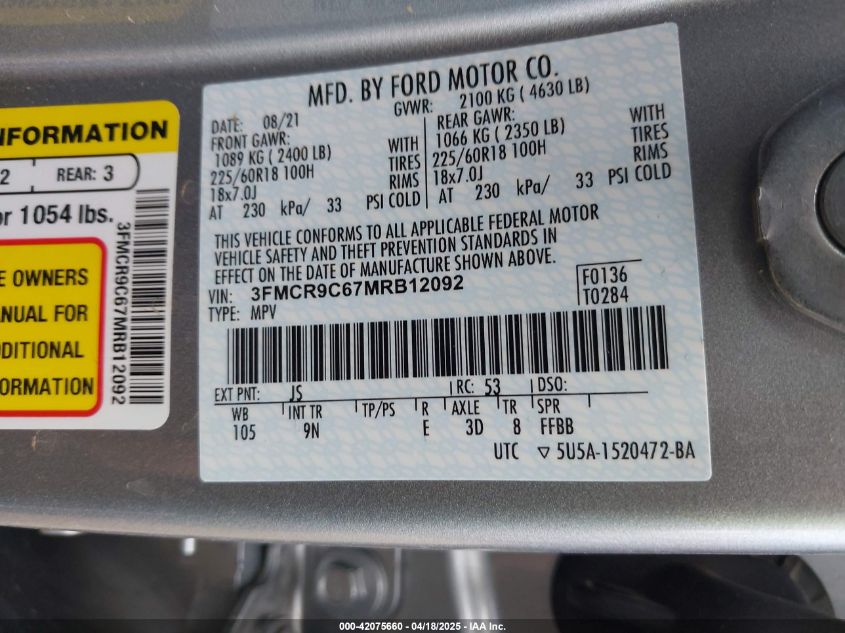 NFORMATION
2 REAR: 3
or 1054 lbs.
E OWNERS
ANUAL FOR
DDITIONAL
FORMATION
3FMCR9C67MRB12092
MFD. BY FORD MOTOR CO.
GVWR: 2100 KG ( 4630 LB)
DATE: 08/21
FRONT GAWR:
1089 KG ( 2400 LB) WITH
225/60R18 100H TIRES
18x7.0J RIMS
AT 230 kPa/ 33 PSI COLD
REAR GAWR:
1066 KG ( 2350 LB) WITH
225/60R18 100H TIRES
18x7.0J RIMS
AT 230 kPa/ 33 PSI COLD
THIS VEHICLE CONFORMS TO ALL APPLICABLE FEDERAL MOTOR
VEHICLE SAFETY AND THEFT PREVENTION STANDARDS IN
EFFECT ON THE DATE OF MANUFACTURE SHOWN ABOVE.
VIN: 3FMCR9C67MRB12092
TYPE: MPV
F0136
T0284
EXT PNT: JS RC: 53 DSO:
WB INT TR TP/PS R AXLE TR SPR
105 9N E 3D 8 FFBB
UTC ▽ 5U5A-1520472-BA
000-42075660 - 04/18/2025 - IAA Inc.